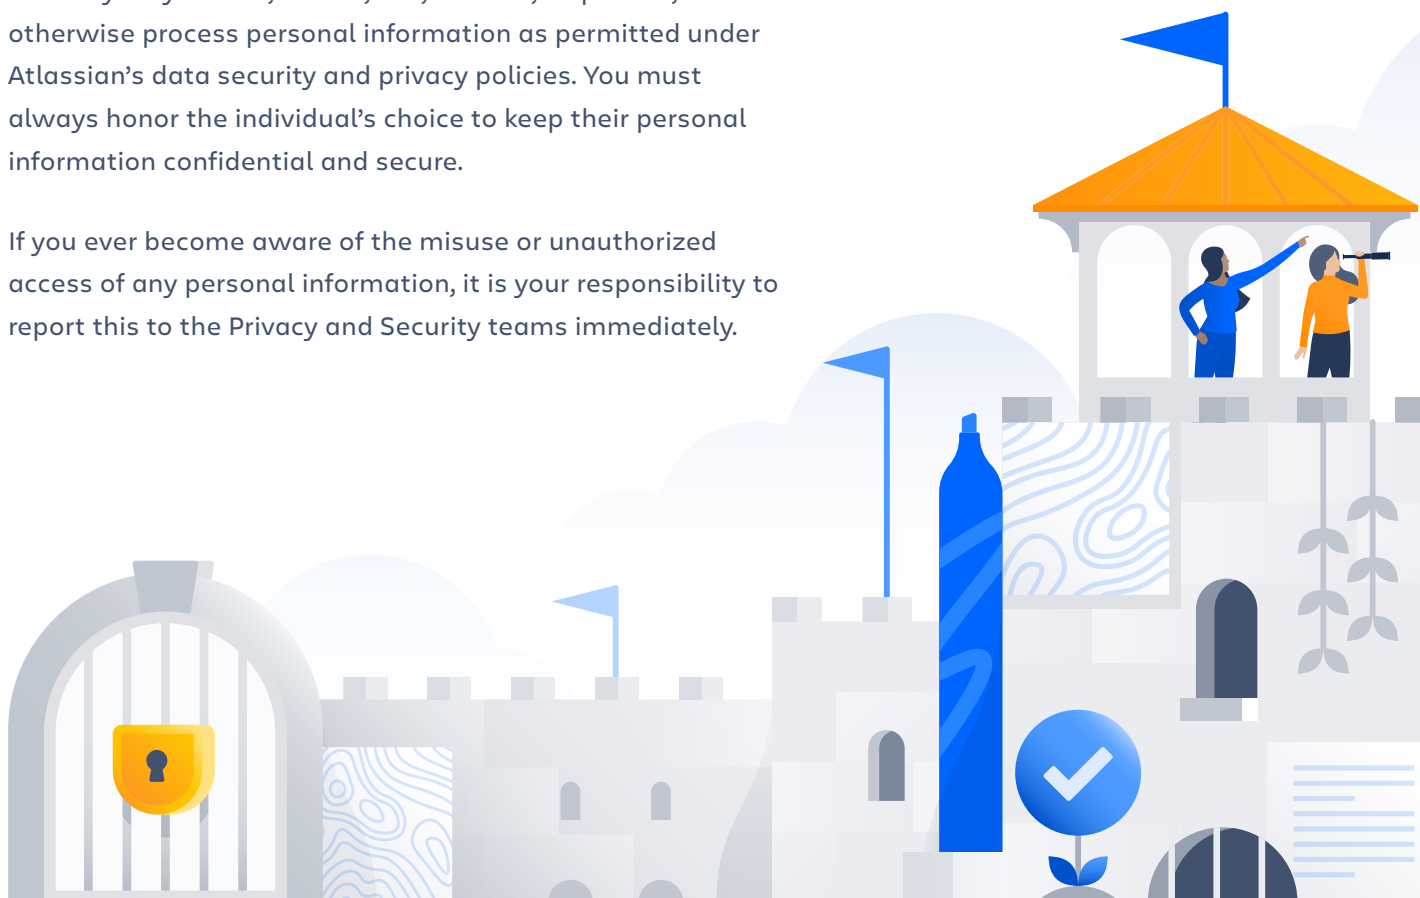 otherwise process personal information as permitted under
Atlassian’s data security and privacy policies. You must
always honor the individual’s choice to keep their personal
information confidential and secure.
If you ever become aware of the misuse or unauthorized
access of any personal information, it is your responsibility to
report this to the Privacy and Security teams immediately.